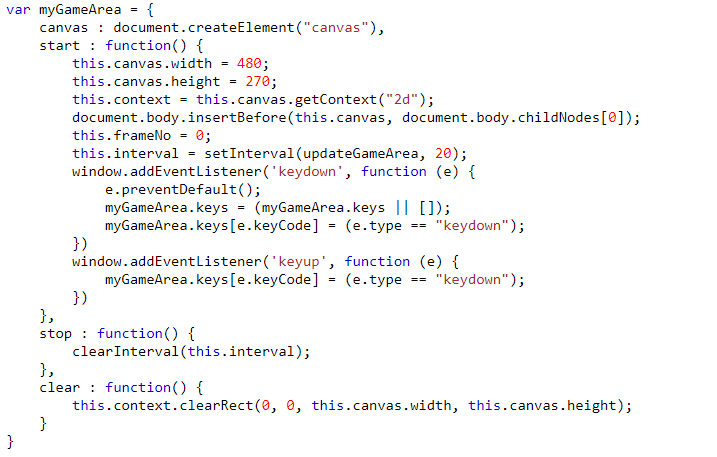 var myGameArea = {
    canvas : document.createElement("canvas"),
    start : function() {
        this.canvas.width = 480;
        this.canvas.height = 270;
        this.context = this.canvas.getContext("2d");
        document.body.insertBefore(this.canvas, document.body.childNodes[0]);
        this.frameNo = 0;
        this.interval = setInterval(updateGameArea, 20);
        window.addEventListener('keydown', function (e) {
            e.preventDefault();
            myGameArea.keys = (myGameArea.keys || []);
            myGameArea.keys[e.keyCode] = (e.type == "keydown");
        })
        window.addEventListener('keyup', function (e) {
            myGameArea.keys[e.keyCode] = (e.type == "keydown");
        })
    },
    stop : function() {
        clearInterval(this.interval);
    },
    clear : function() {
        this.context.clearRect(0, 0, this.canvas.width, this.canvas.height);
    }
}